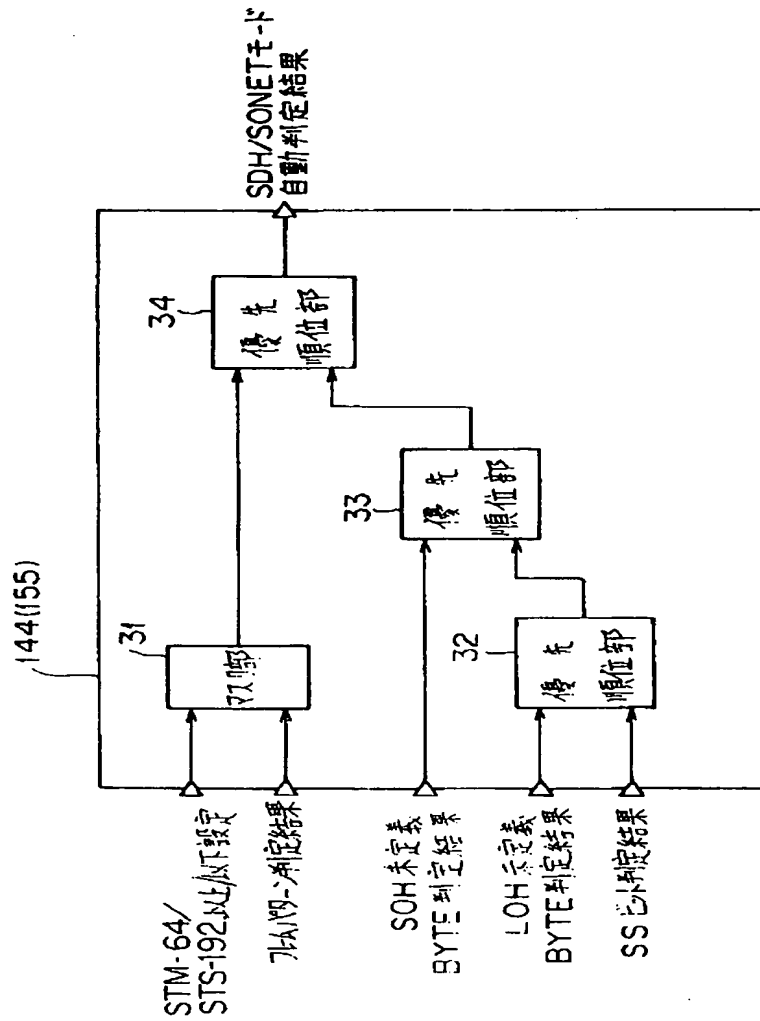 144(155)
STM-64/
STS-192以上/以下設定
フレームパターン判定結果
SOH未定義
BYTE判定結果
LOH未定義
BYTE判定結果
SSビット判定結果
31
マスク部
32
優先
順位部
33
優先
順位部
34
優先
順位部
SDH/SONETモード
自動判定結果